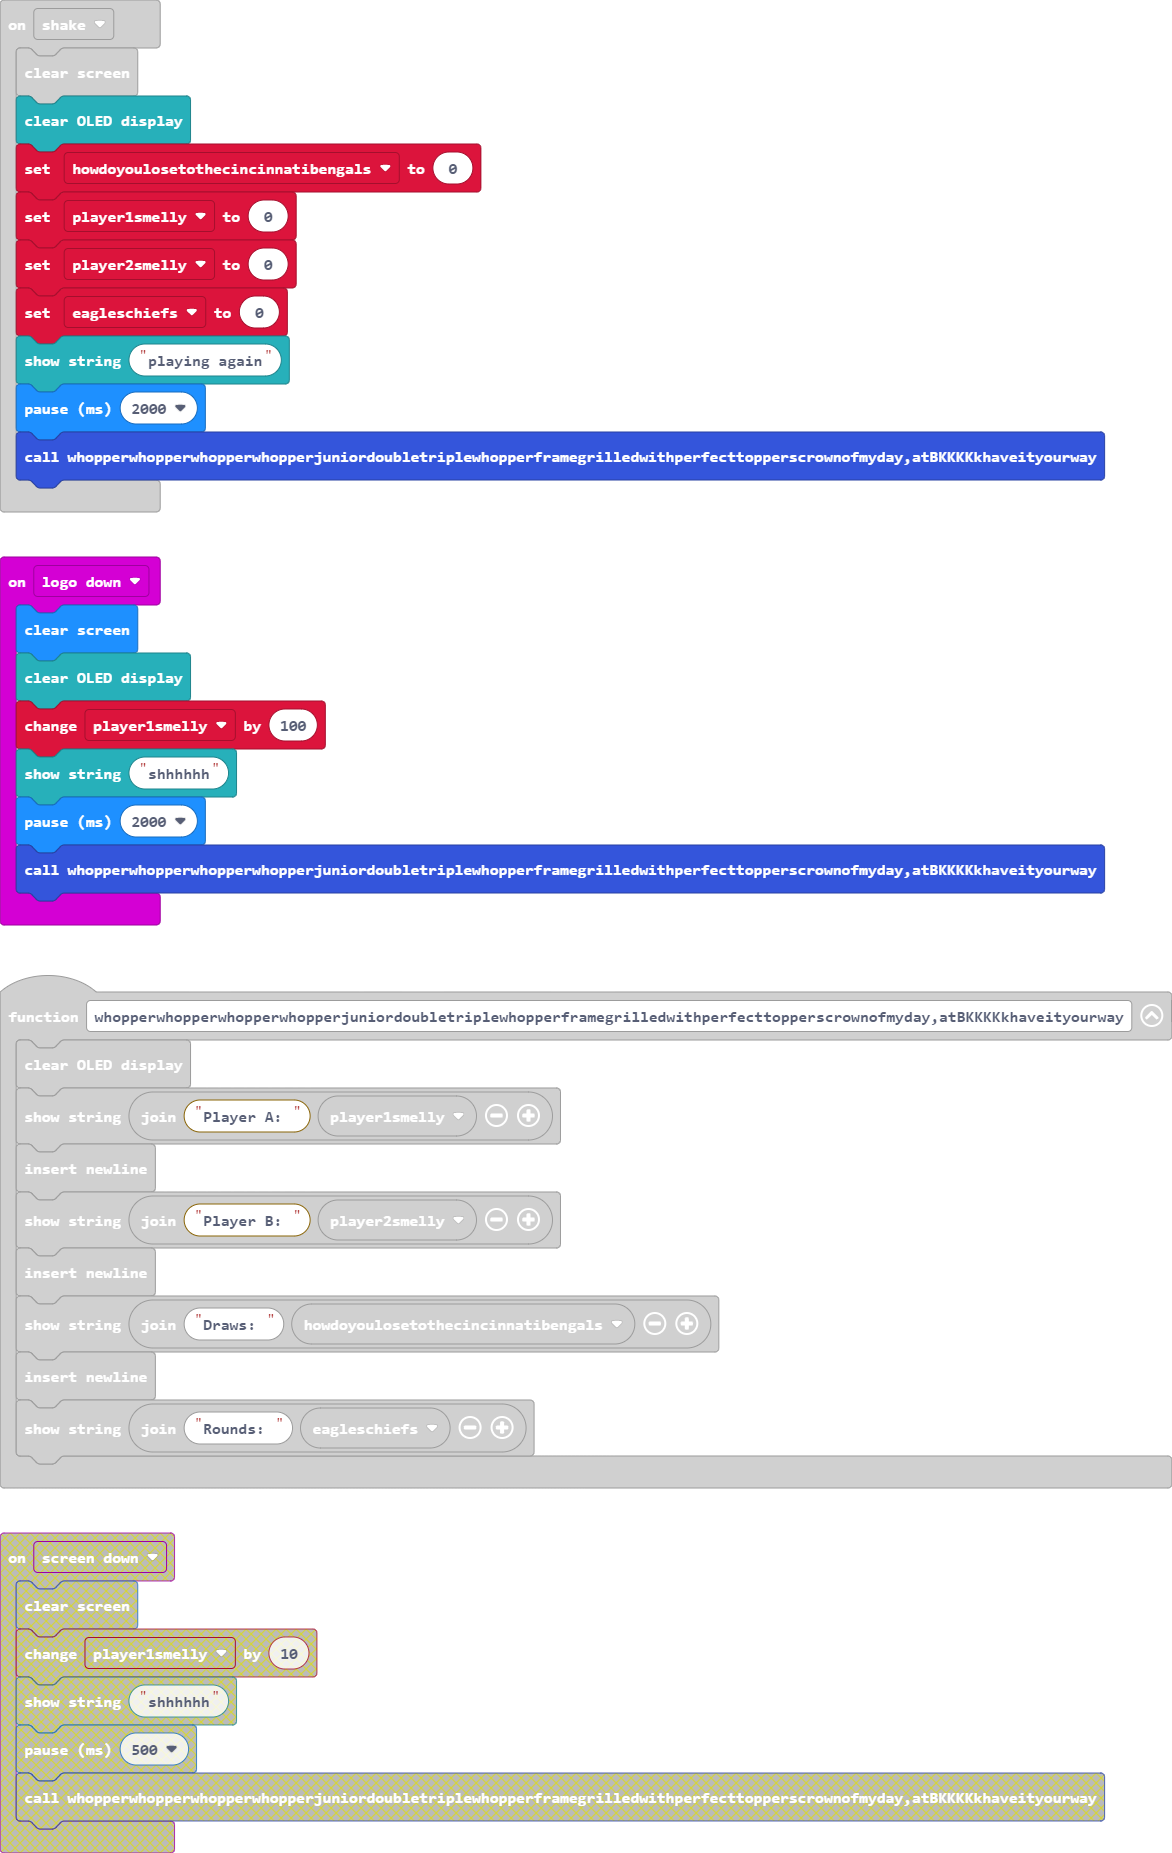 on shake
clear screen
clear OLED display
set howdoyoulosetothecincinnatibengals to 0
set player1smelly to 0
set player2smelly to 0
set eagleschiefs to 0
show string "playing again"
pause (ms) 2000
call whopperwhopperwhopperwhopperjuniordoubletriplewhopperframegrilledwithperfecttopperscrownofmyday,atBKKKKkhaveityourway
on logo down
clear screen
clear OLED display
change player1smelly by 100
show string "shhhhhh"
pause (ms) 2000
call whopperwhopperwhopperwhopperjuniordoubletriplewhopperframegrilledwithperfecttopperscrownofmyday,atBKKKKkhaveityourway
function whopperwhopperwhopperwhopperjuniordoubletriplewhopperframegrilledwithperfecttopperscrownofmyday,atBKKKKkhaveityourway
clear OLED display
show string join "Player A: " player1smelly
insert newline
show string join "Player B: " player2smelly
insert newline
show string join "Draws: " howdoyoulosetothecincinnatibengals
insert newline
show string join "Rounds: " eagleschiefs
on screen down
clear screen
change player1smelly by 10
show string "shhhhhh"
pause (ms) 500
call whopperwhopperwhopperwhopperjuniordoubletriplewhopperframegrilledwithperfecttopperscrownofmyday,atBKKKKkhaveityourway